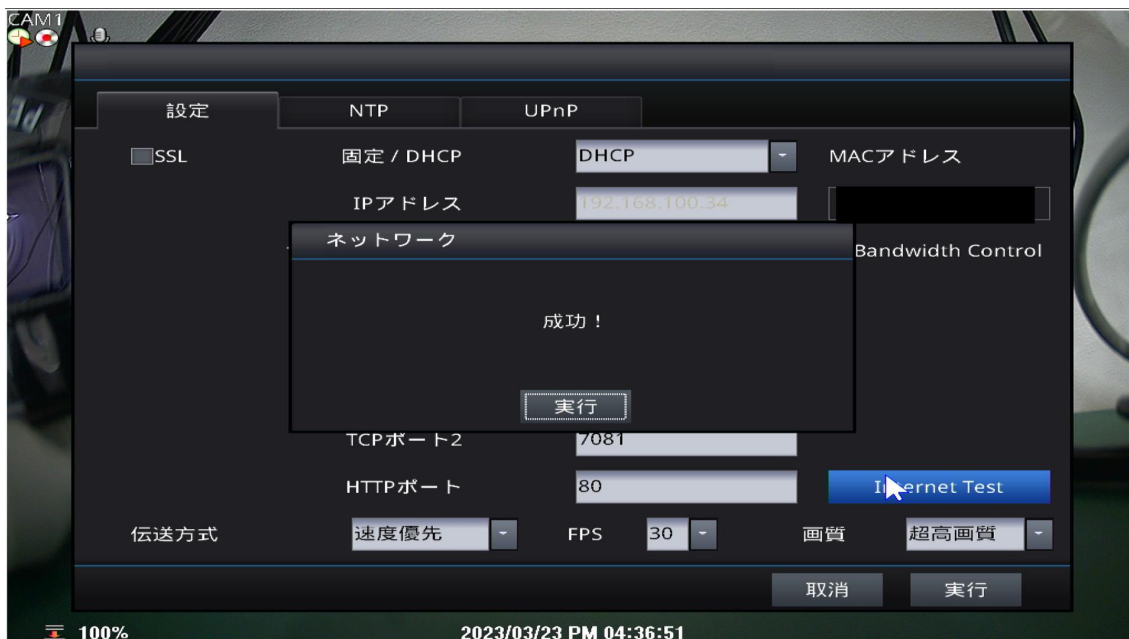 CAM1
設定 NTP UPnP
SSL 固定 / DHCP DHCP MACアドレス
IPアドレス 192.168.100.34
ネットワーク
Bandwidth Control
成功！
実行
TCPポート2 7081
HTTPポート 80 Internet Test
伝送方式 速度優先 FPS 30 画質 超高画質
取消 実行
100% 2023/03/23 PM 04:36:51